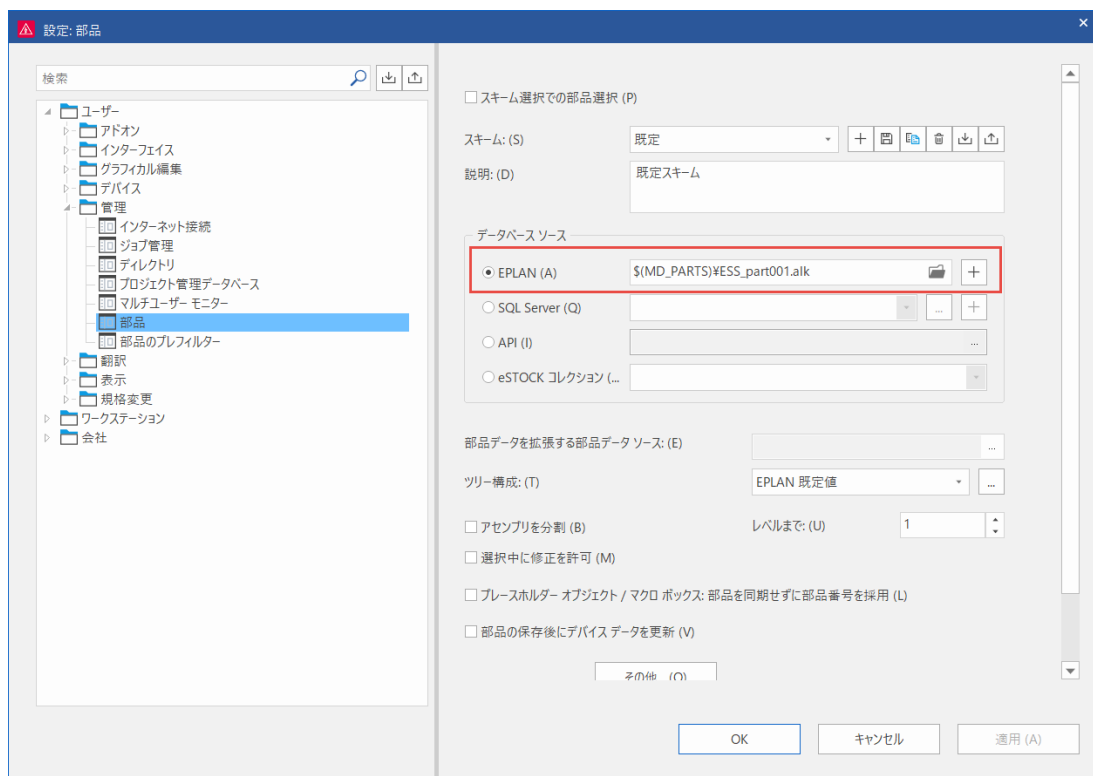 設定: 部品
検索
ユーザー
アドオン
インターフェイス
グラフィカル編集
デバイス
管理
インターネット接続
ジョブ管理
ディレクトリ
プロジェクト管理データベース
マルチユーザー モニター
部品
部品のプレフィルター
翻訳
表示
規格変更
ワークステーション
会社
スキーム選択での部品選択 (P)
スキーム: (S) 既定
説明: (D) 既定スキーム
データベース ソース
EPLAN (A) $(MD_PARTS)¥ESS_part001.alk
SQL Server (Q) ...
API (I) ...
eSTOCK コレクション (...
部品データを拡張する部品データ ソース: (E) ...
ツリー構成: (T) EPLAN 既定値 ...
アセンブリを分割 (B) レベルまで: (U) 1
選択中に修正を許可 (M)
プレースホルダー オブジェクト / マクロ ボックス: 部品を同期せずに部品番号を採用 (L)
部品の保存後にデバイス データを更新 (V)
その他... (O)
OK キャンセル 適用 (A)